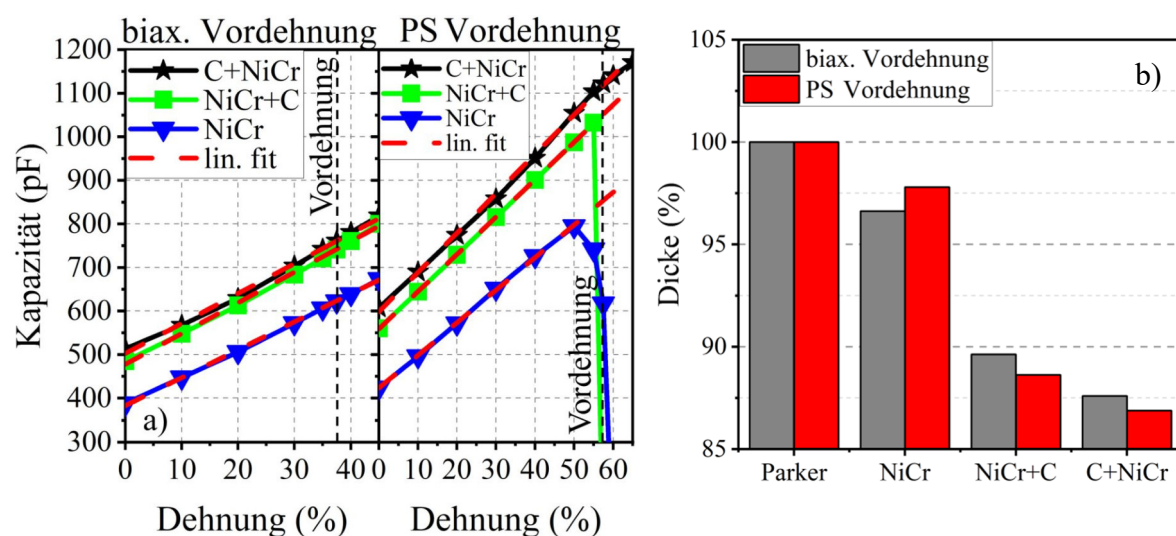 biax. Vordehnung
PS Vordehnung
Kapazität (pF)
1200
1100
1000
900
800
700
600
500
400
300
C+NiCr
NiCr+C
NiCr
lin. fit
Vordehnung
a)
0 10 20 30 40
Dehnung (%)
C+NiCr
NiCr+C
NiCr
lin. fit
Vordehnung
0 10 20 30 40 50 60
Dehnung (%)
Dicke (%)
105
100
95
90
85
biax. Vordehnung
PS Vordehnung
b)
Parker NiCr NiCr+C C+NiCr